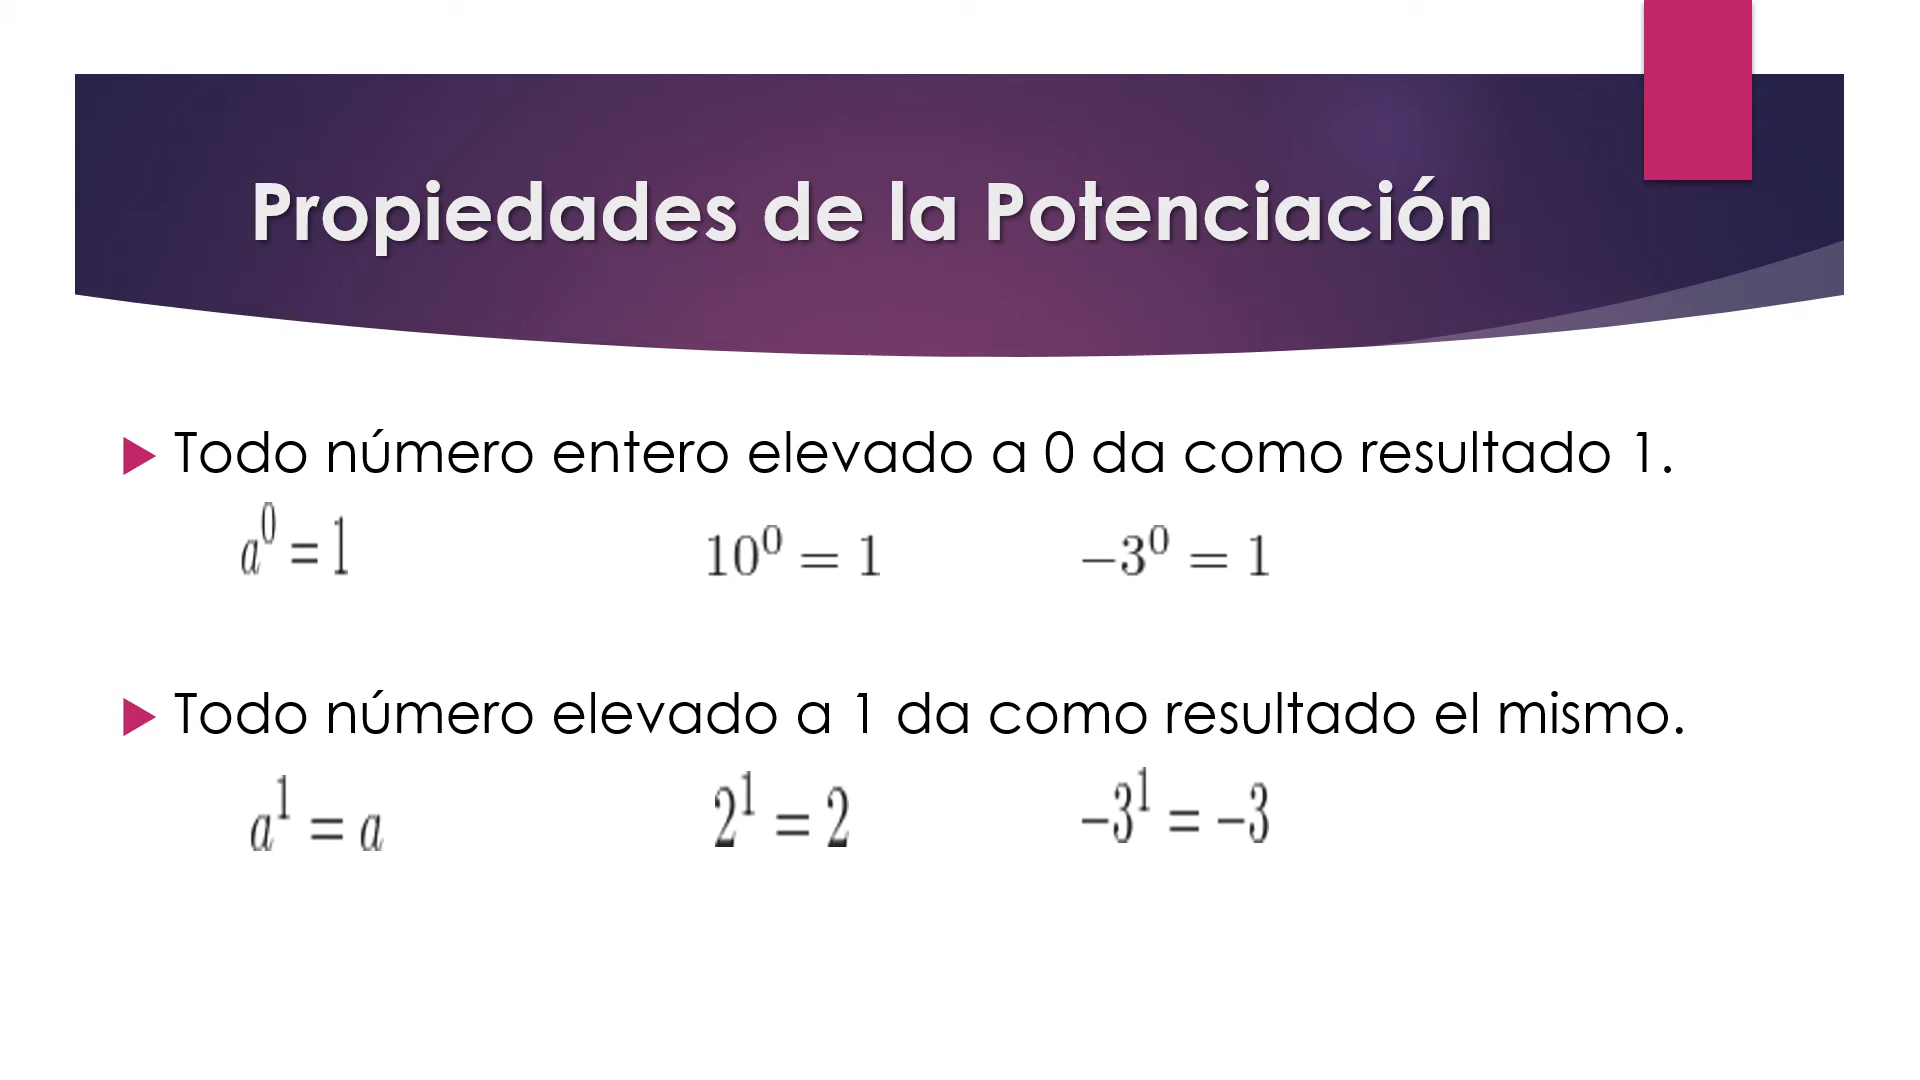 Propiedades de la Potenciación
Todo número entero elevado a 0 da como resultado 1.
a⁰ = 1 10⁰ = 1 −3⁰ = 1
Todo número elevado a 1 da como resultado el mismo.
a¹ = a 2¹ = 2 −3¹ = −3